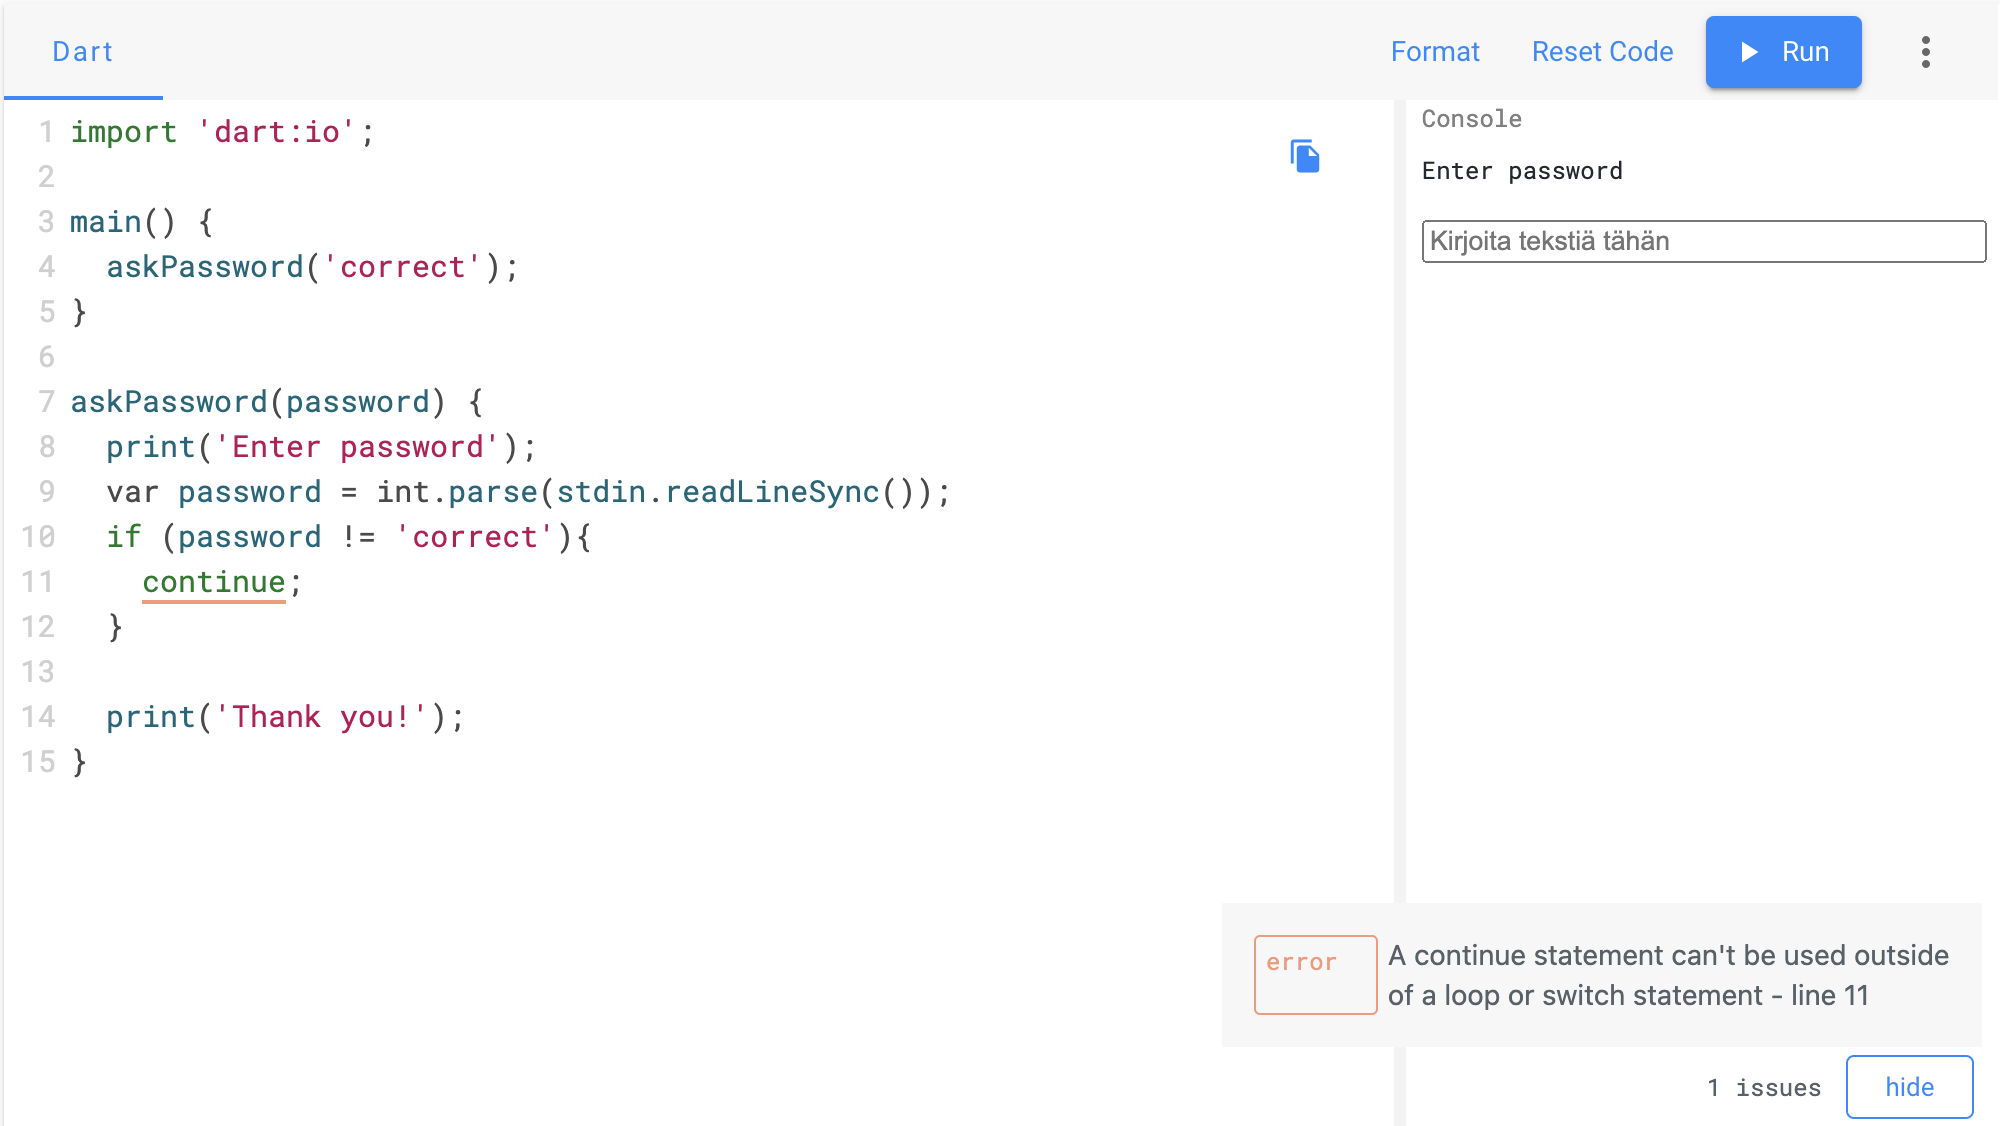 Dart
Format
Reset Code
Run
1 import 'dart:io';
2
3 main() {
4   askPassword('correct');
5 }
6
7 askPassword(password) {
8   print('Enter password');
9   var password = int.parse(stdin.readLineSync());
10   if (password != 'correct'){
11     continue;
12   }
13
14   print('Thank you!');
15 }
Console
Enter password
Kirjoita tekstiä tähän
error
A continue statement can't be used outside
of a loop or switch statement - line 11
1 issues
hide